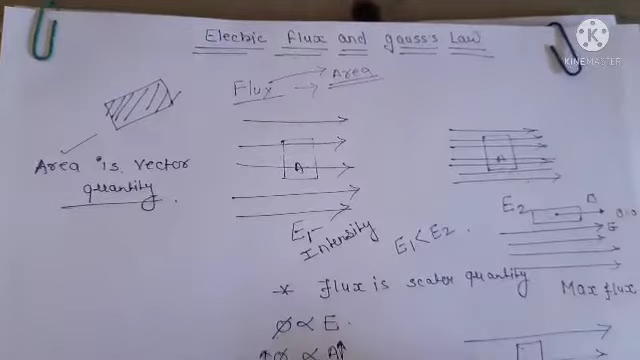 Electric Flux and gauss's Law
KINEMASTER
Flux → Area
Area is vector
quantity.
A
A
E1-
Intensity
E1 < E2.
E2
E
* Flux is scaler quantity
Max flux
ø ∝ E.
↑ø ∝ A↑